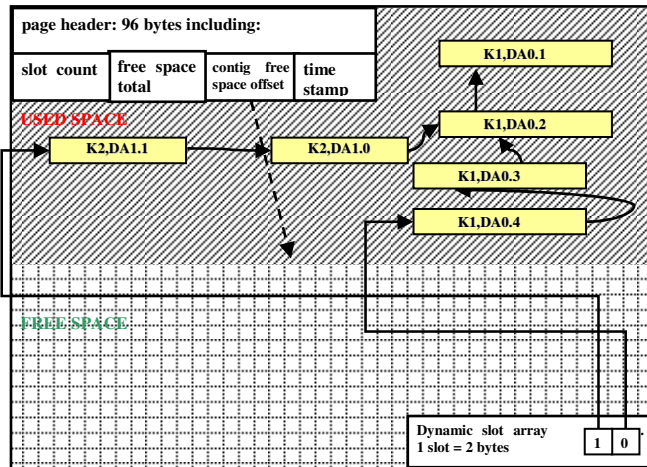 page header: 96 bytes including:
slot count
free space
total
contig free
space offset
time
stamp
USED SPACE
K1,DA0.1
K1,DA0.2
K2,DA1.1
K2,DA1.0
K1,DA0.3
K1,DA0.4
FREE SPACE
Dynamic slot array
1 slot = 2 bytes
1 0 .